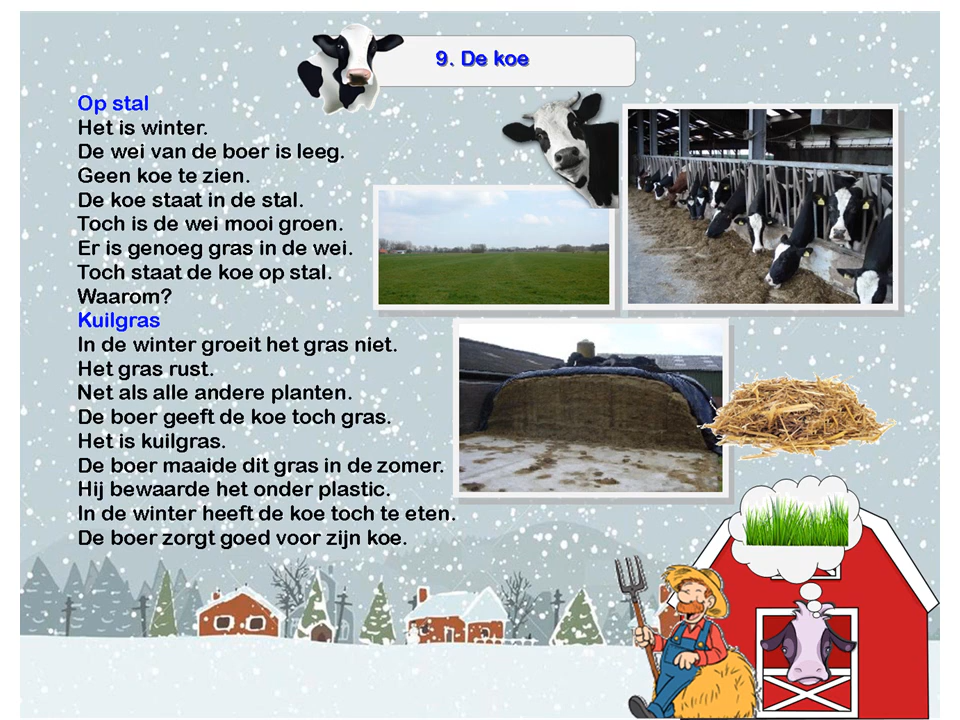 9. De koe
Op stal
Het is winter.
De wei van de boer is leeg.
Geen koe te zien.
De koe staat in de stal.
Toch is de wei mooi groen.
Er is genoeg gras in de wei.
Toch staat de koe op stal.
Waarom?
Kuilgras
In de winter groeit het gras niet.
Het gras rust.
Net als alle andere planten.
De boer geeft de koe toch gras.
Het is kuilgras.
De boer maaide dit gras in de zomer.
Hij bewaarde het onder plastic.
In de winter heeft de koe toch te eten.
De boer zorgt goed voor zijn koe.